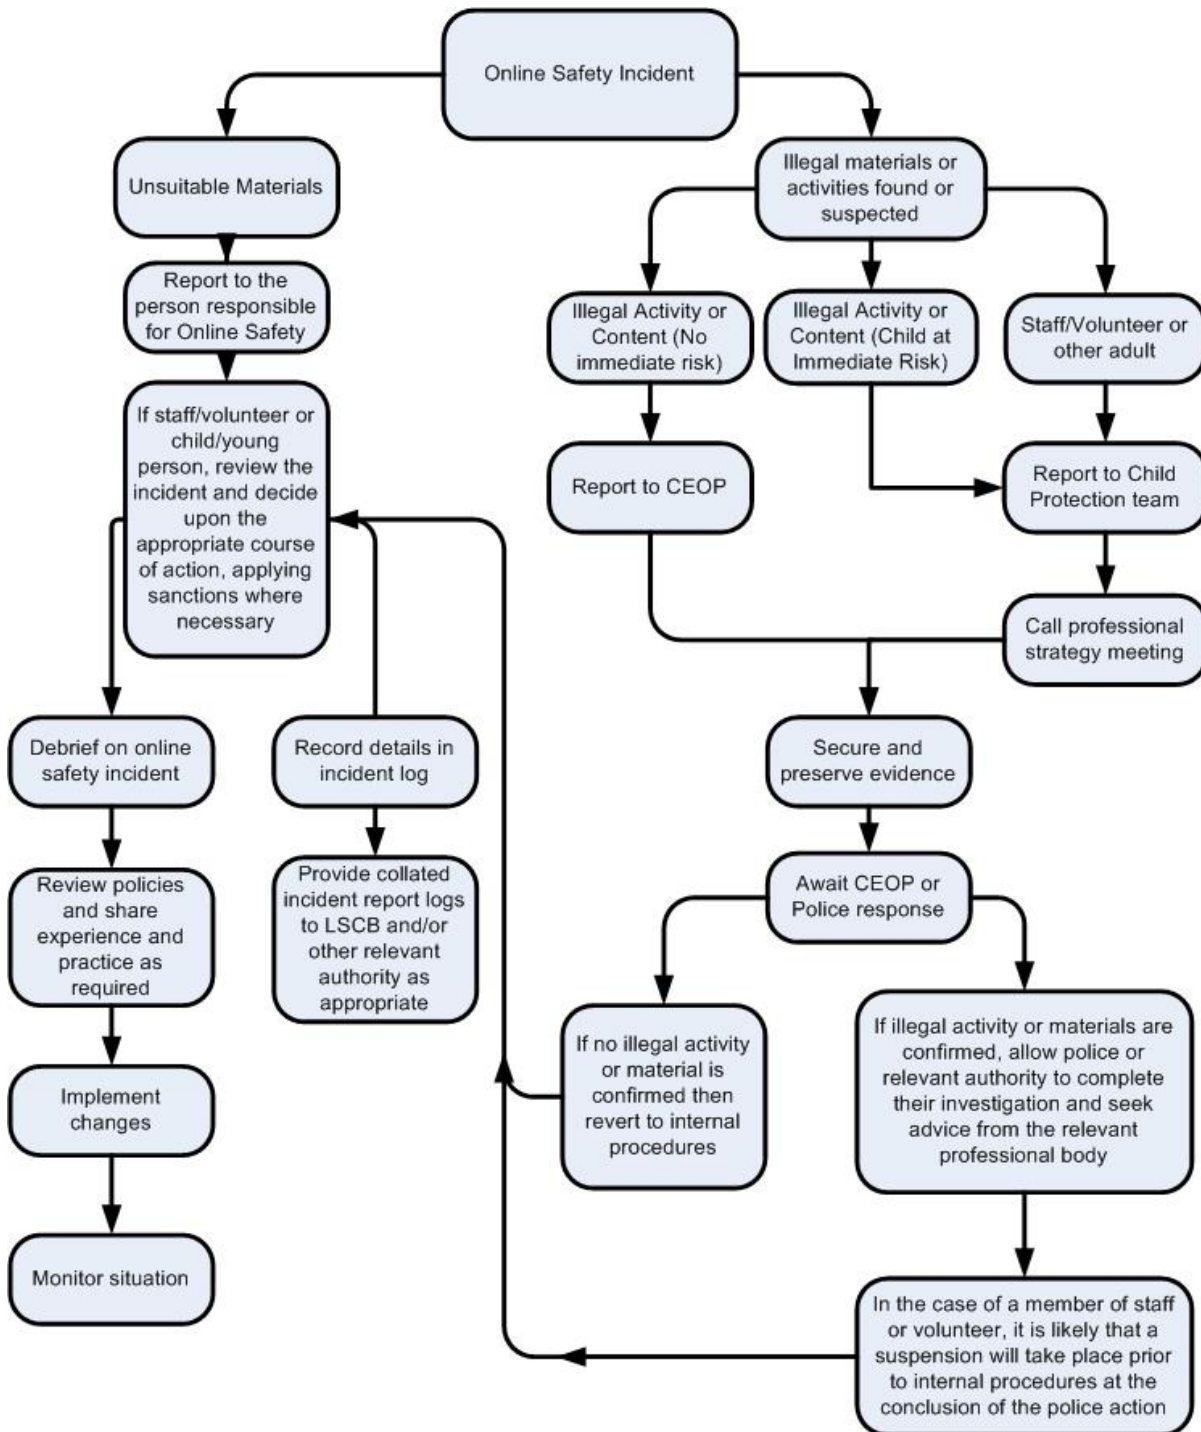 Online Safety Incident
Unsuitable Materials
Illegal materials or
activities found or
suspected
Report to the
person responsible
for Online Safety
Illegal Activity or
Content (No
immediate risk)
Illegal Activity or
Content (Child at
Immediate Risk)
Staff/Volunteer or
other adult
If staff/volunteer or
child/young
person, review the
incident and decide
upon the
appropriate course
of action, applying
sanctions where
necessary
Report to CEOP
Report to Child
Protection team
Call professional
strategy meeting
Debrief on online
safety incident
Record details in
incident log
Secure and
preserve evidence
Review policies
and share
experience and
practice as
required
Provide collated
incident report logs
to LSCB and/or
other relevant
authority as
appropriate
Await CEOP or
Police response
If no illegal activity
or material is
confirmed then
revert to internal
procedures
If illegal activity or materials are
confirmed, allow police or
relevant authority to complete
their investigation and seek
advice from the relevant
professional body
Implement
changes
Monitor situation
In the case of a member of staff
or volunteer, it is likely that a
suspension will take place prior
to internal procedures at the
conclusion of the police action